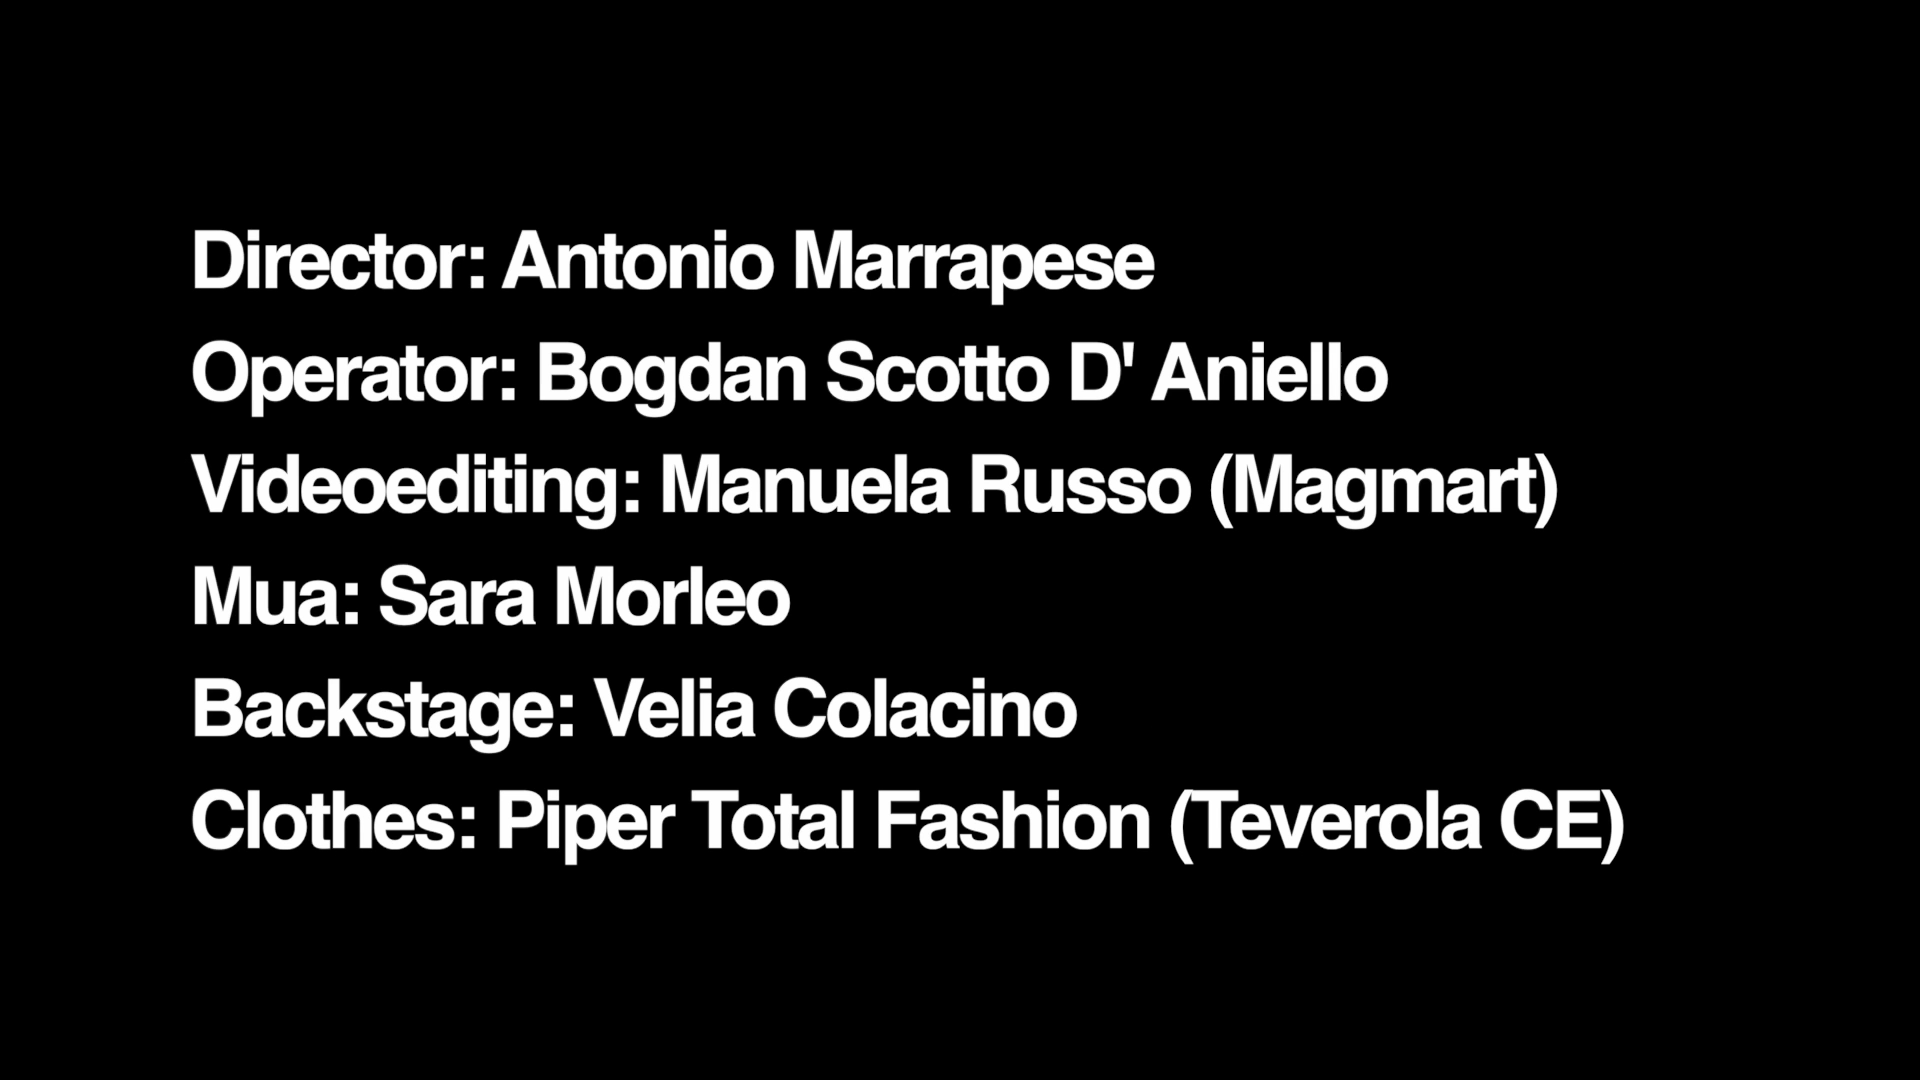 Director: Antonio Marrapese
Operator: Bogdan Scotto D' Aniello
Videoediting: Manuela Russo (Magmart)
Mua: Sara Morleo
Backstage: Velia Colacino
Clothes: Piper Total Fashion (Teverola CE)